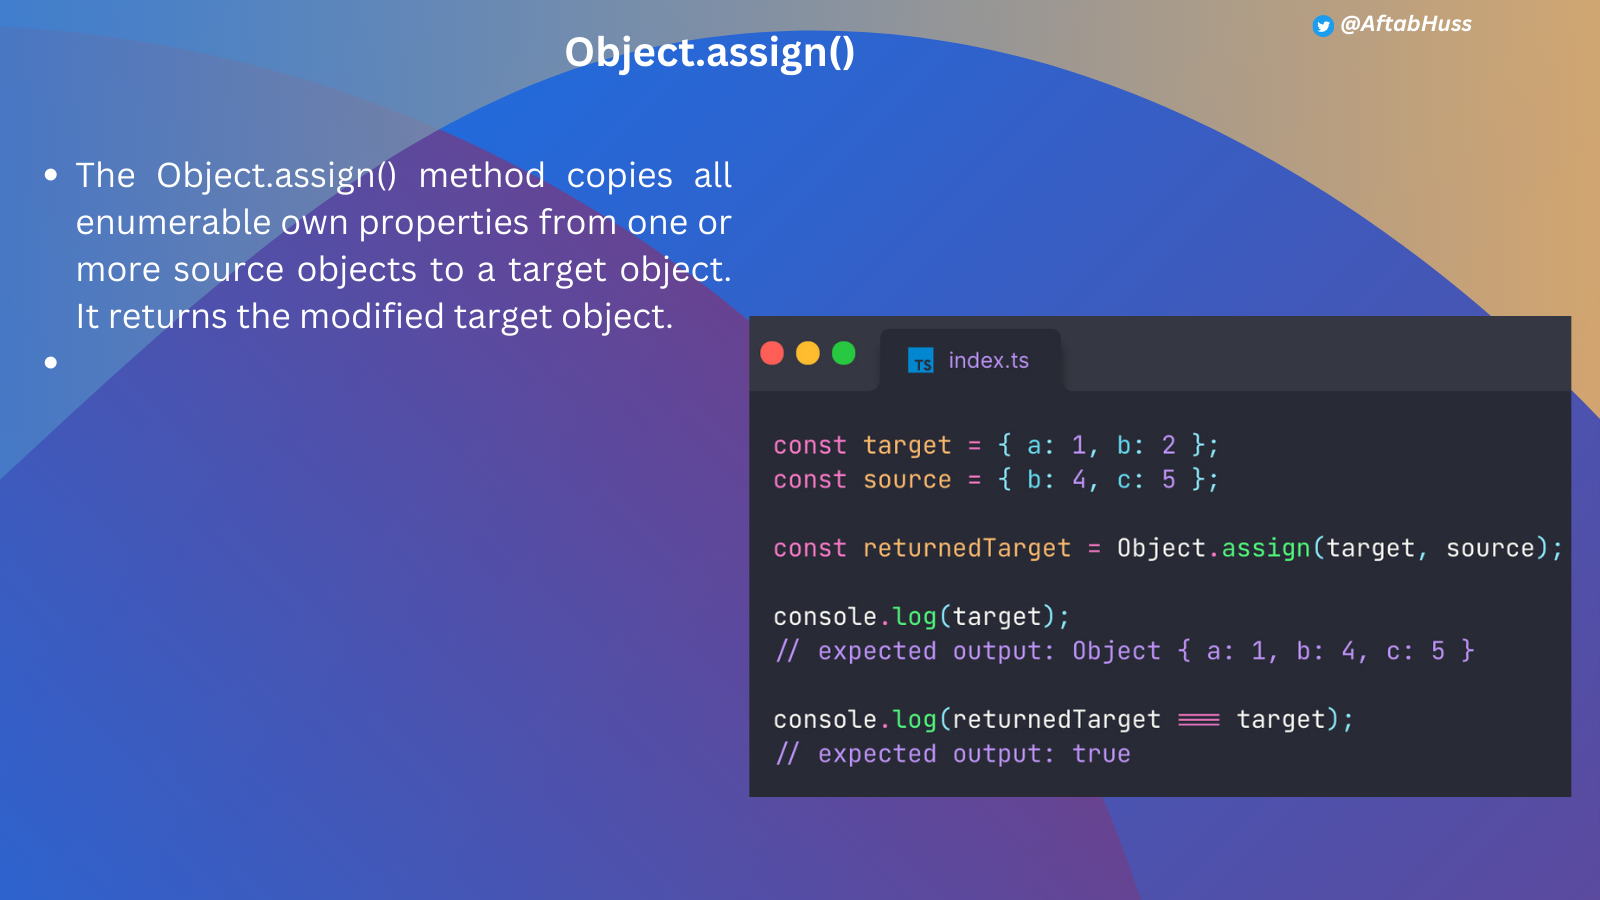 @AftabHuss
Object.assign()
• The Object.assign() method copies all
enumerable own properties from one or
more source objects to a target object.
It returns the modified target object.
•
TS index.ts
const target = { a: 1, b: 2 };
const source = { b: 4, c: 5 };
const returnedTarget = Object.assign(target, source);
console.log(target);
// expected output: Object { a: 1, b: 4, c: 5 }
console.log(returnedTarget === target);
// expected output: true